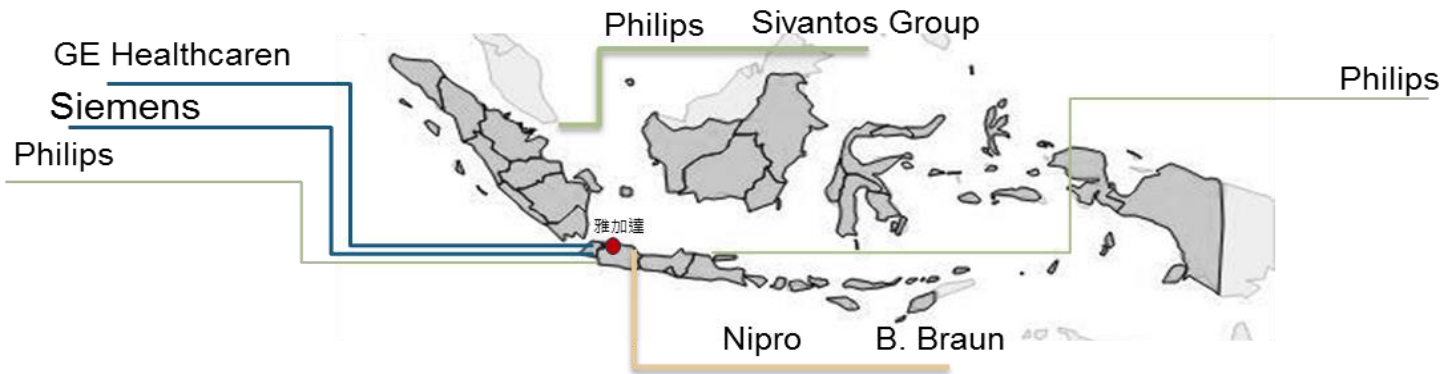 Philips Sivantos Group
GE Healthcaren
Philips
Siemens
Philips
雅加達
Nipro B. Braun